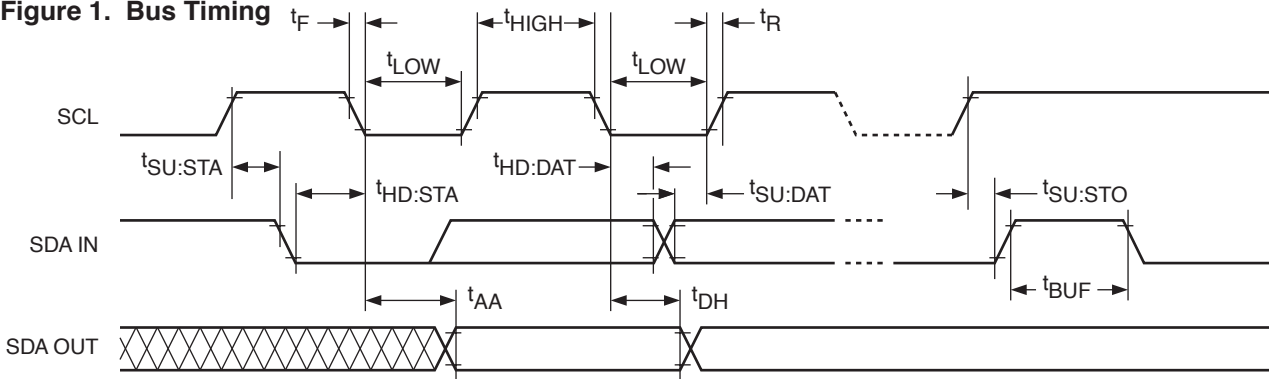 Figure 1. Bus Timing
tF
tHIGH
tR
tLOW
tLOW
SCL
tSU:STA
tHD:STA
tHD:DAT
tSU:DAT
tSU:STO
SDA IN
tBUF
tAA
tDH
SDA OUT